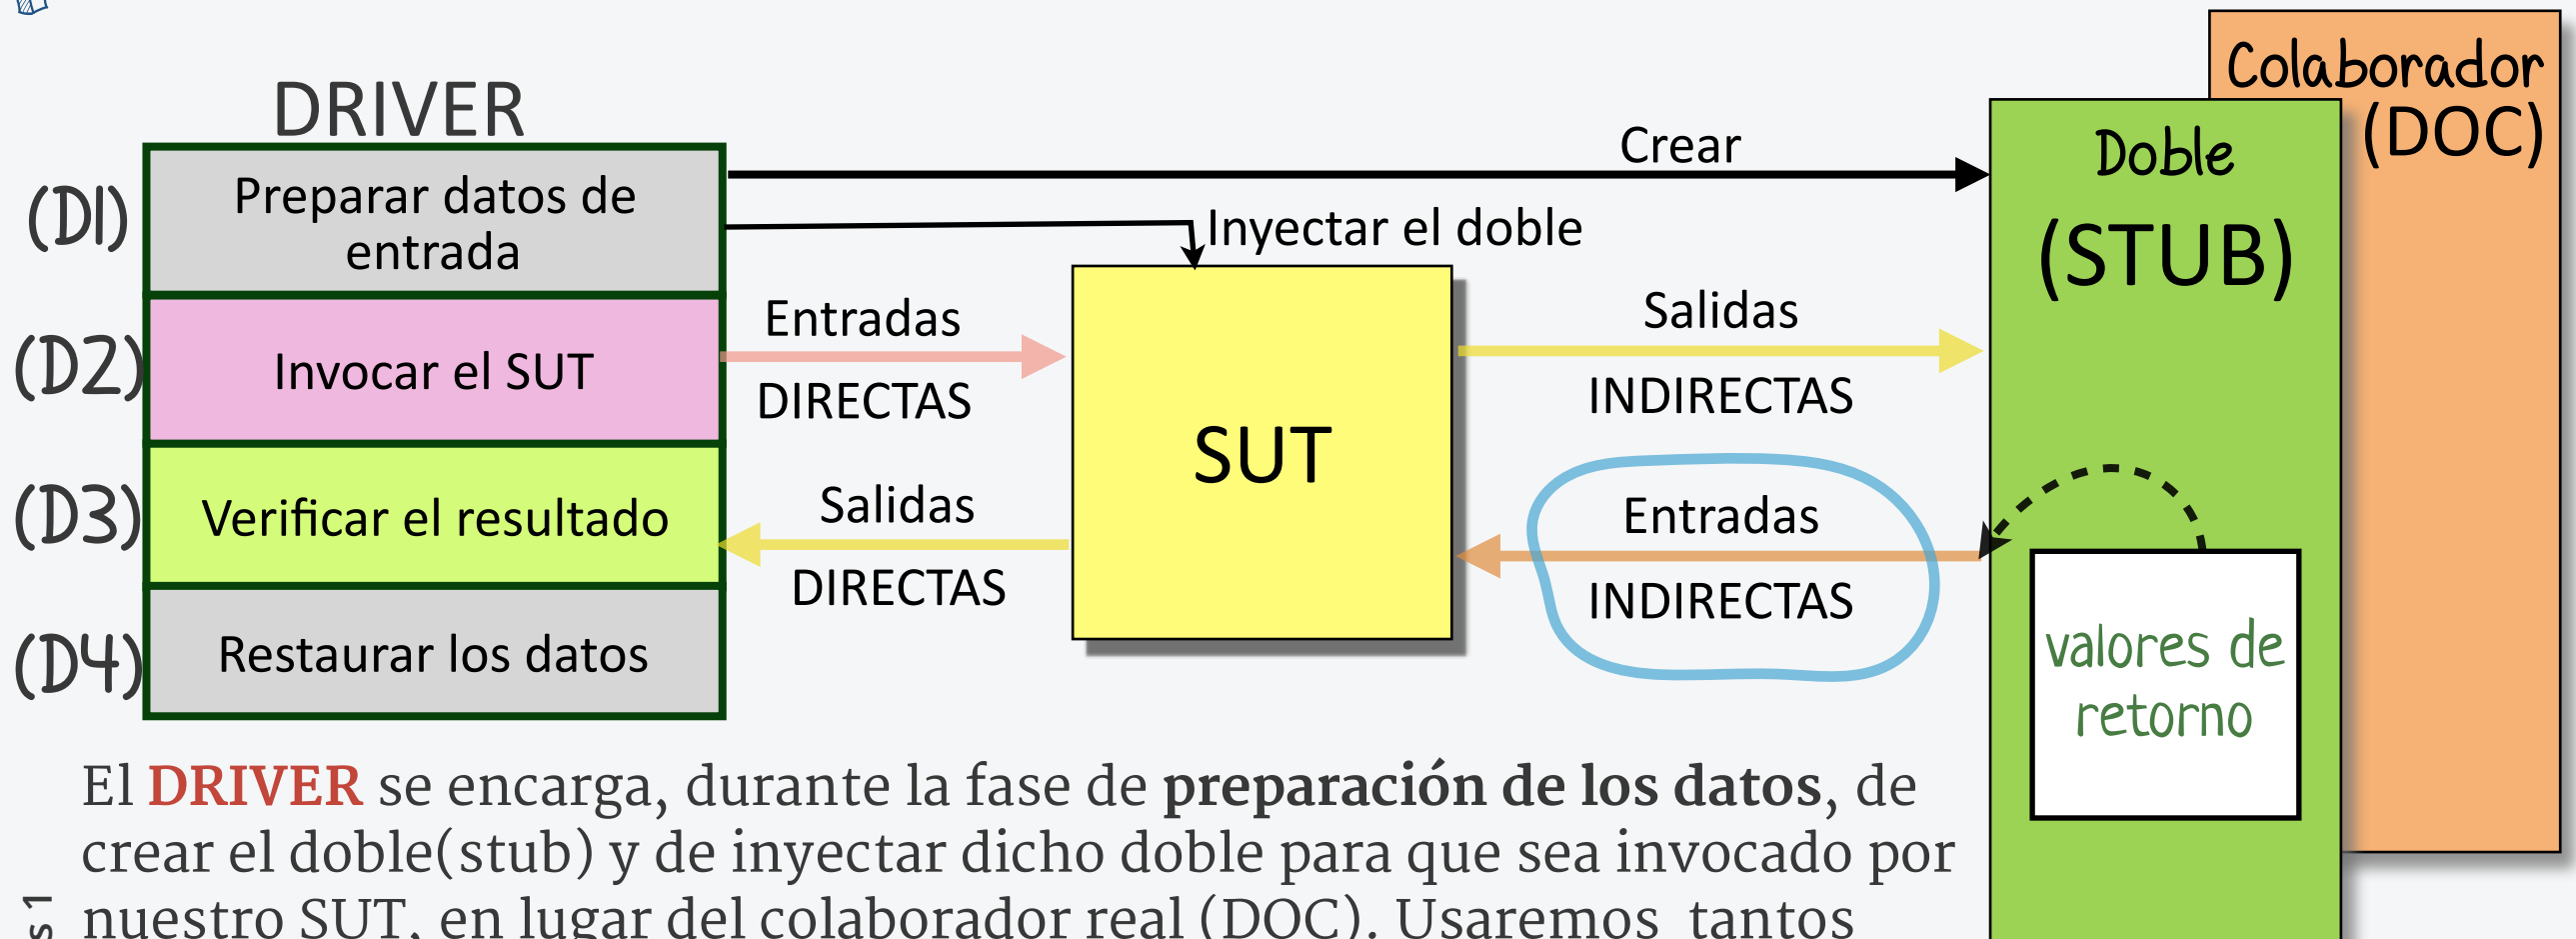 Colaborador
(DOC)
DRIVER
Crear
Doble
(STUB)
(D1)
Preparar datos de
entrada
Inyectar el doble
(D2)
Invocar el SUT
Entradas
DIRECTAS
SUT
Salidas
INDIRECTAS
(D3)
Verificar el resultado
Salidas
DIRECTAS
Entradas
INDIRECTAS
(D4)
Restaurar los datos
valores de
retorno
El DRIVER se encarga, durante la fase de preparación de los datos, de
crear el doble(stub) y de inyectar dicho doble para que sea invocado por
nuestro SUT, en lugar del colaborador real (DOC). Usaremos tantos
s 1